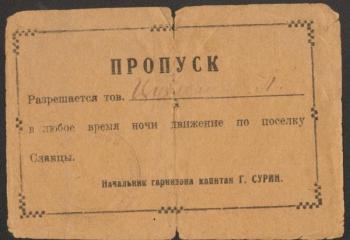 ПРОПУСК
Разрешается тов.
в любое время ночи движение по поселку
Сланцы.
Начальник гарнизона капитан Г. СУРИН.